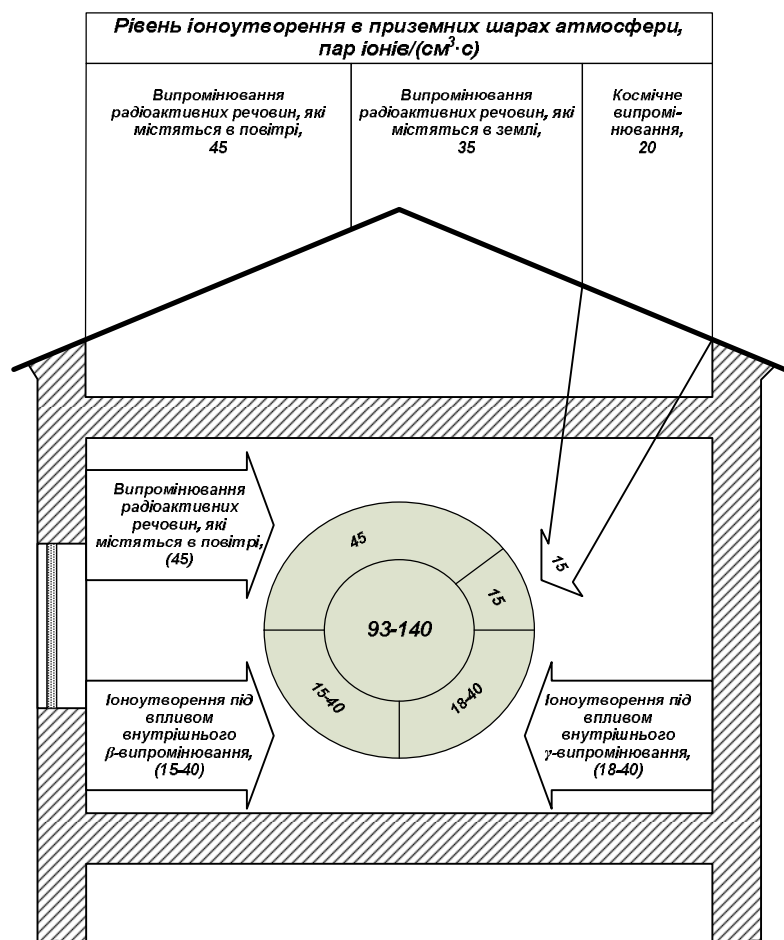 Рівень іоноутворення в приземних шарах атмосфери,
пар іонів/(см³·с)
Випромінювання
радіоактивних речовин, які
містяться в повітрі,
45
Випромінювання
радіоактивних речовин, які
містяться в землі,
35
Космічне
випромі-
нювання,
20
Випромінювання
радіоактивних
речовин, які
містяться в повітрі,
(45)
45
15
15
93-140
15-40
18-40
Іоноутворення під
впливом
внутрішнього
β-випромінювання,
(15-40)
Іоноутворення під
впливом
внутрішнього
γ-випромінювання,
(18-40)